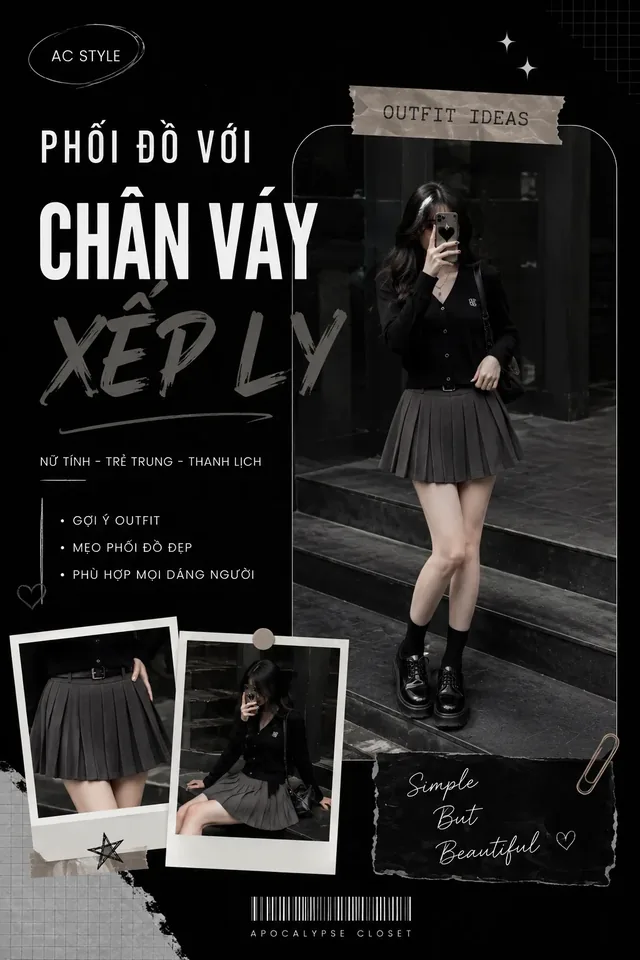 AC STYLE
OUTFIT IDEAS
PHỐI ĐỒ VỚI
CHÂN VÁY
XẾP LY
NỮ TÍNH - TRẺ TRUNG - THANH LỊCH
• GỢI Ý OUTFIT
• MẸO PHỐI ĐỒ ĐẸP
• PHÙ HỢP MỌI DÁNG NGƯỜI
Simple
But
Beautiful
APOCALYPSE CLOSET